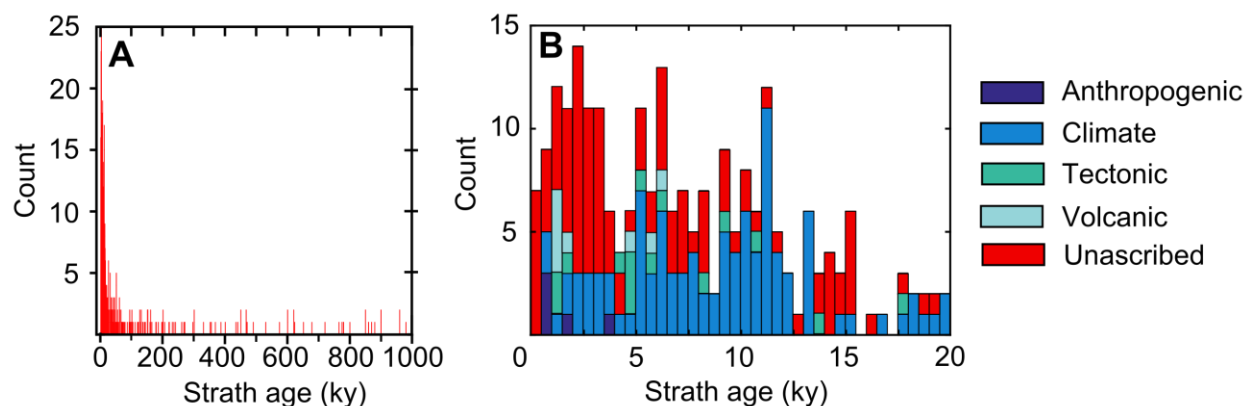 A
25
20
15
10
5
Count
0 200 400 600 800 1000
Strath age (ky)
B
15
10
5
Count
0 5 10 15 20
Strath age (ky)
Anthropogenic
Climate
Tectonic
Volcanic
Unascribed